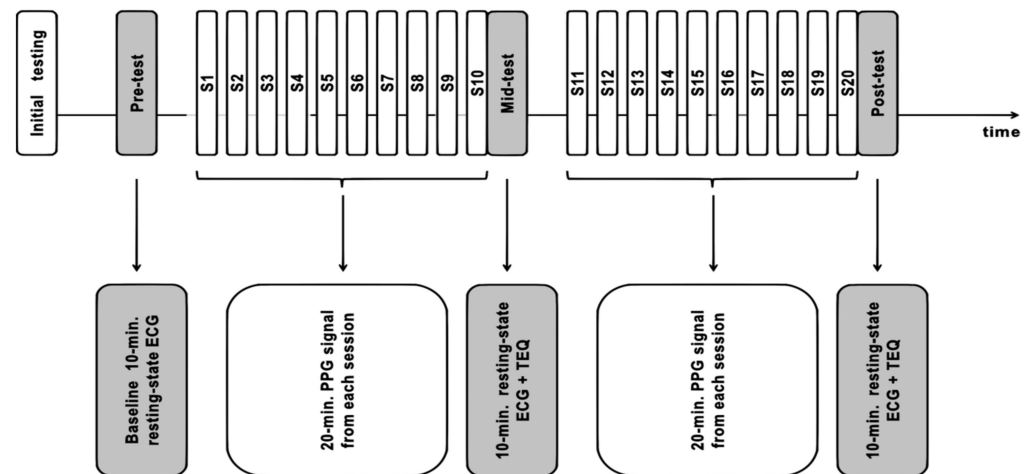 Initial testing
Pre-test
S1
S2
S3
S4
S5
S6
S7
S8
S9
S10
Mid-test
S11
S12
S13
S14
S15
S16
S17
S18
S19
S20
Post-test
time
Baseline 10-min.
resting-state ECG
20-min. PPG signal
from each session
10-min. resting-state
ECG + TEQ
20-min. PPG signal
from each session
10-min. resting-state
ECG + TEQ